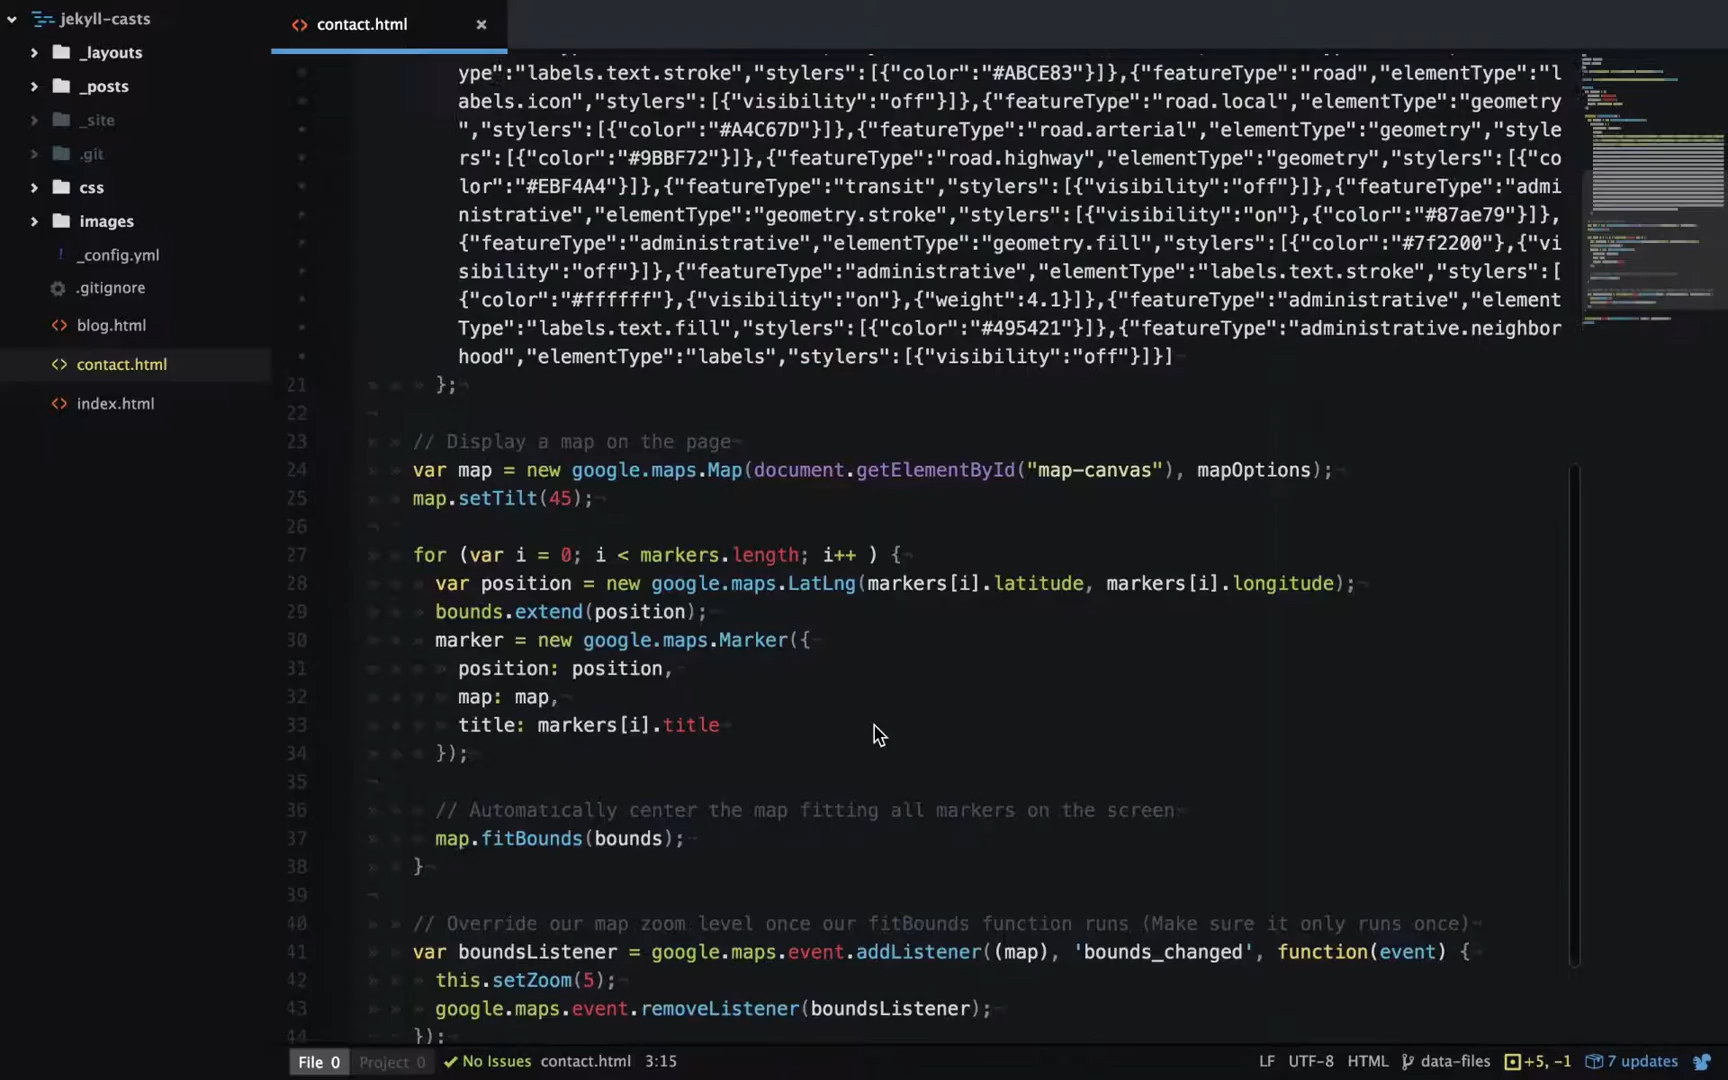 jekyll-casts
_layouts
_posts
_site
.git
css
images
_config.yml
.gitignore
blog.html
contact.html
index.html
contact.html
ype":"labels.text.stroke","stylers":[{"color":"#ABCE83"}]},{"featureType":"road","elementType":"l
abels.icon","stylers":[{"visibility":"off"}]},{"featureType":"road.local","elementType":"geometry
","stylers":[{"color":"#A4C67D"}]},{"featureType":"road.arterial","elementType":"geometry","style
rs":[{"color":"#9BBF72"}]},{"featureType":"road.highway","elementType":"geometry","stylers":[{"co
lor":"#EBF4A4"}]},{"featureType":"transit","stylers":[{"visibility":"off"}]},{"featureType":"admi
nistrative","elementType":"geometry.stroke","stylers":[{"visibility":"on"},{"color":"#87ae79"}]},
{"featureType":"administrative","elementType":"geometry.fill","stylers":[{"color":"#7f2200"},{"vi
sibility":"off"}]},{"featureType":"administrative","elementType":"labels.text.stroke","stylers":[
{"color":"#ffffff"},{"visibility":"on"},{"weight":4.1}]},{"featureType":"administrative","element
Type":"labels.text.fill","stylers":[{"color":"#495421"}]},{"featureType":"administrative.neighbor
hood","elementType":"labels","stylers":[{"visibility":"off"}]}]
21 };
22
23 // Display a map on the page
24 var map = new google.maps.Map(document.getElementById("map-canvas"), mapOptions);
25 map.setTilt(45);
26
27 for (var i = 0; i < markers.length; i++ ) {
28 var position = new google.maps.LatLng(markers[i].latitude, markers[i].longitude);
29 bounds.extend(position);
30 marker = new google.maps.Marker({
31 position: position,
32 map: map,
33 title: markers[i].title
34 });
35
36 // Automatically center the map fitting all markers on the screen
37 map.fitBounds(bounds);
38 }
39
40 // Override our map zoom level once our fitBounds function runs (Make sure it only runs once)
41 var boundsListener = google.maps.event.addListener((map), 'bounds_changed', function(event) {
42 this.setZoom(5);
43 google.maps.event.removeListener(boundsListener);
44 });
File 0 Project 0 No Issues contact.html 3:15 LF UTF-8 HTML data-files +5, -1 7 updates